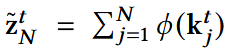 z̃ᵗ_N = ∑ᴺ_{j=1} ϕ(kᵗ_j)